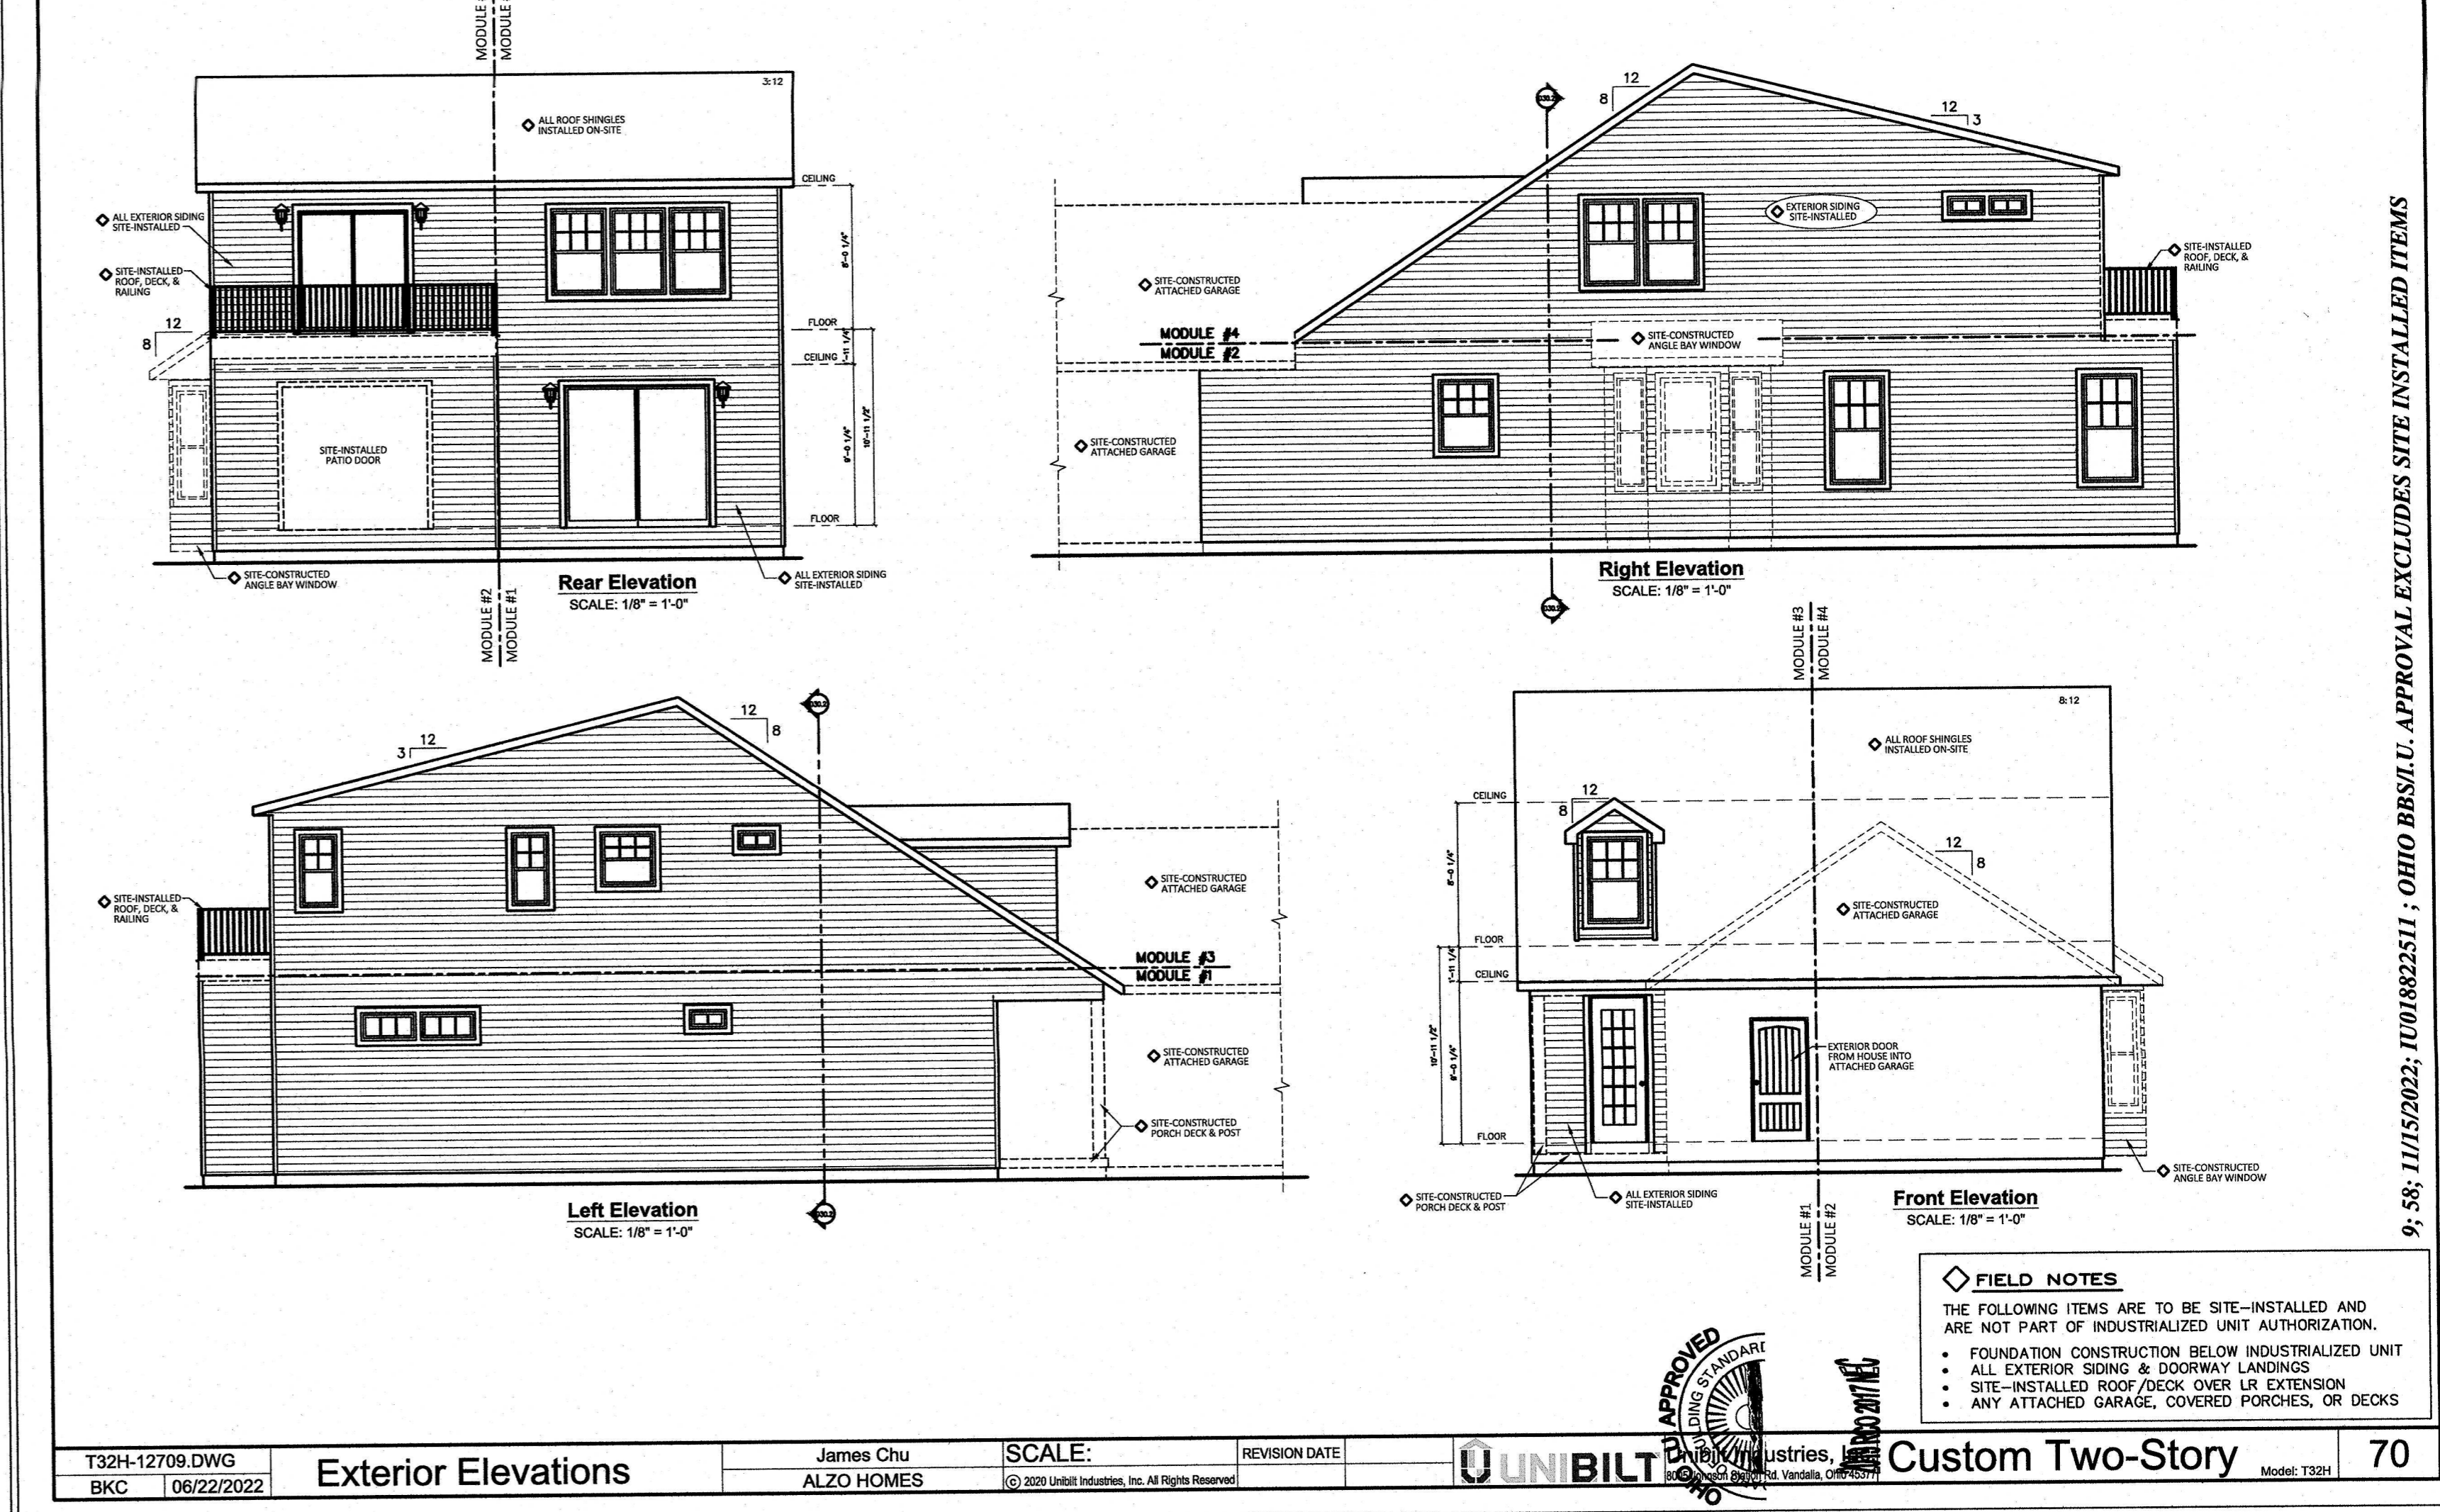 MODULE
MODULE
3:12
ALL ROOF SHINGLES
INSTALLED ON-SITE
CEILING
ALL EXTERIOR SIDING
SITE-INSTALLED
SITE-INSTALLED
ROOF, DECK, &
RAILING
8'-0 1/4"
12
8
FLOOR
1'-11 1/4"
CEILING
SITE-INSTALLED
PATIO DOOR
9'-0 1/4"
10'-11 1/2"
FLOOR
SITE-CONSTRUCTED
ANGLE BAY WINDOW
ALL EXTERIOR SIDING
SITE-INSTALLED
Rear Elevation
SCALE: 1/8" = 1'-0"
MODULE #2
MODULE #1
12
8
12
3
EXTERIOR SIDING
SITE-INSTALLED
SITE-INSTALLED
ROOF, DECK, &
RAILING
SITE-CONSTRUCTED
ATTACHED GARAGE
MODULE #4
MODULE #2
SITE-CONSTRUCTED
ANGLE BAY WINDOW
SITE-CONSTRUCTED
ATTACHED GARAGE
Right Elevation
SCALE: 1/8" = 1'-0"
12
3
12
8
SITE-INSTALLED
ROOF, DECK, &
RAILING
SITE-CONSTRUCTED
ATTACHED GARAGE
MODULE #3
MODULE #1
SITE-CONSTRUCTED
ATTACHED GARAGE
SITE-CONSTRUCTED
PORCH DECK & POST
Left Elevation
SCALE: 1/8" = 1'-0"
MODULE #3
MODULE #4
8:12
ALL ROOF SHINGLES
INSTALLED ON-SITE
CEILING
12
8
12
8
8'-0 1/4"
SITE-CONSTRUCTED
ATTACHED GARAGE
FLOOR
1'-11 1/4"
CEILING
10'-11 1/2"
9'-0 1/4"
EXTERIOR DOOR
FROM HOUSE INTO
ATTACHED GARAGE
FLOOR
SITE-CONSTRUCTED
PORCH DECK & POST
ALL EXTERIOR SIDING
SITE-INSTALLED
SITE-CONSTRUCTED
ANGLE BAY WINDOW
Front Elevation
SCALE: 1/8" = 1'-0"
MODULE #1
MODULE #2
9; 58; 11/15/2022; IU018822511 ; OHIO BBS/I.U. APPROVAL EXCLUDES SITE INSTALLED ITEMS
FIELD NOTES
THE FOLLOWING ITEMS ARE TO BE SITE-INSTALLED AND
ARE NOT PART OF INDUSTRIALIZED UNIT AUTHORIZATION.
• FOUNDATION CONSTRUCTION BELOW INDUSTRIALIZED UNIT
• ALL EXTERIOR SIDING & DOORWAY LANDINGS
• SITE-INSTALLED ROOF/DECK OVER LR EXTENSION
• ANY ATTACHED GARAGE, COVERED PORCHES, OR DECKS
OHIO I.U. APPROVED
BUILDING STANDARD
2017 NEC
T32H-12709.DWG
BKC
06/22/2022
Exterior Elevations
James Chu
ALZO HOMES
SCALE:
© 2020 Unibilt Industries, Inc. All Rights Reserved
REVISION DATE
UNIBILT
Unibilt Industries,
8005 Johnson Station Rd. Vandalia, Ohio 45377
Custom Two-Story
Model: T32H
70